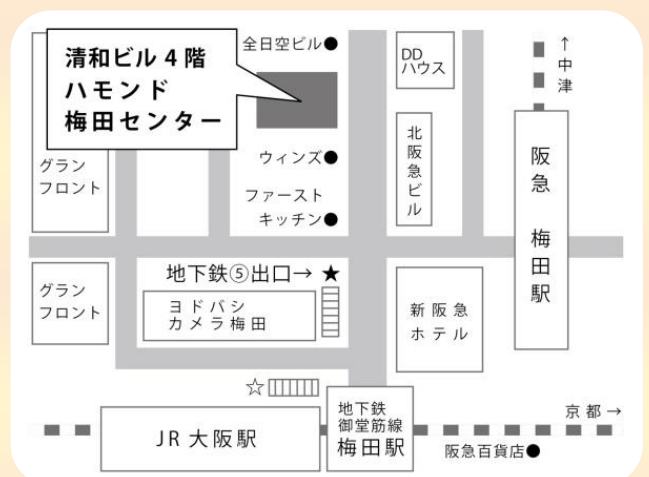 清和ビル4階
ハモンド
梅田センター
全日空ビル●
DD
ハウス
↑
中津
グラン
フロント
ウィンズ●
北阪急ビル
阪急 梅田駅
ファースト
キッチン●
地下鉄⑤出口→ ★
グラン
フロント
ヨドバシ
カメラ梅田
新阪急
ホテル
☆
地下鉄
御堂筋線
梅田駅
京都→
JR大阪駅
阪急百貨店●